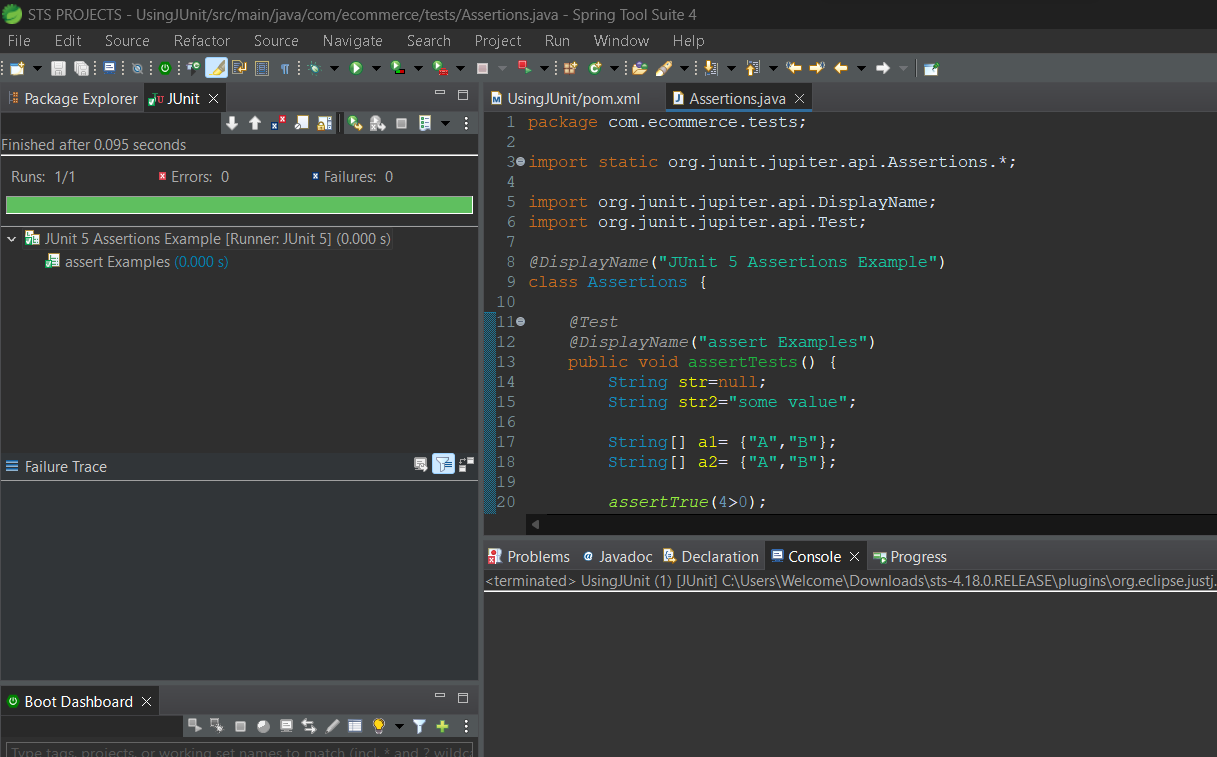 STS PROJECTS - UsingJUnit/src/main/java/com/ecommerce/tests/Assertions.java - Spring Tool Suite 4
File Edit Source Refactor Source Navigate Search Project Run Window Help
Package Explorer JUnit
Finished after 0.095 seconds
Runs: 1/1 Errors: 0 Failures: 0
JUnit 5 Assertions Example [Runner: JUnit 5] (0.000 s)
assert Examples (0.000 s)
Failure Trace
Boot Dashboard
Type tags, projects, or working set names to match (incl. * and ? wildca
UsingJUnit/pom.xml Assertions.java
1 package com.ecommerce.tests;
2
3 import static org.junit.jupiter.api.Assertions.*;
4
5 import org.junit.jupiter.api.DisplayName;
6 import org.junit.jupiter.api.Test;
7
8 @DisplayName("JUnit 5 Assertions Example")
9 class Assertions {
10
11 @Test
12 @DisplayName("assert Examples")
13 public void assertTests() {
14 String str=null;
15 String str2="some value";
16
17 String[] a1= {"A","B"};
18 String[] a2= {"A","B"};
19
20 assertTrue(4>0);
Problems Javadoc Declaration Console Progress
<terminated> UsingJUnit (1) [JUnit] C:\Users\Welcome\Downloads\sts-4.18.0.RELEASE\plugins\org.eclipse.justj.